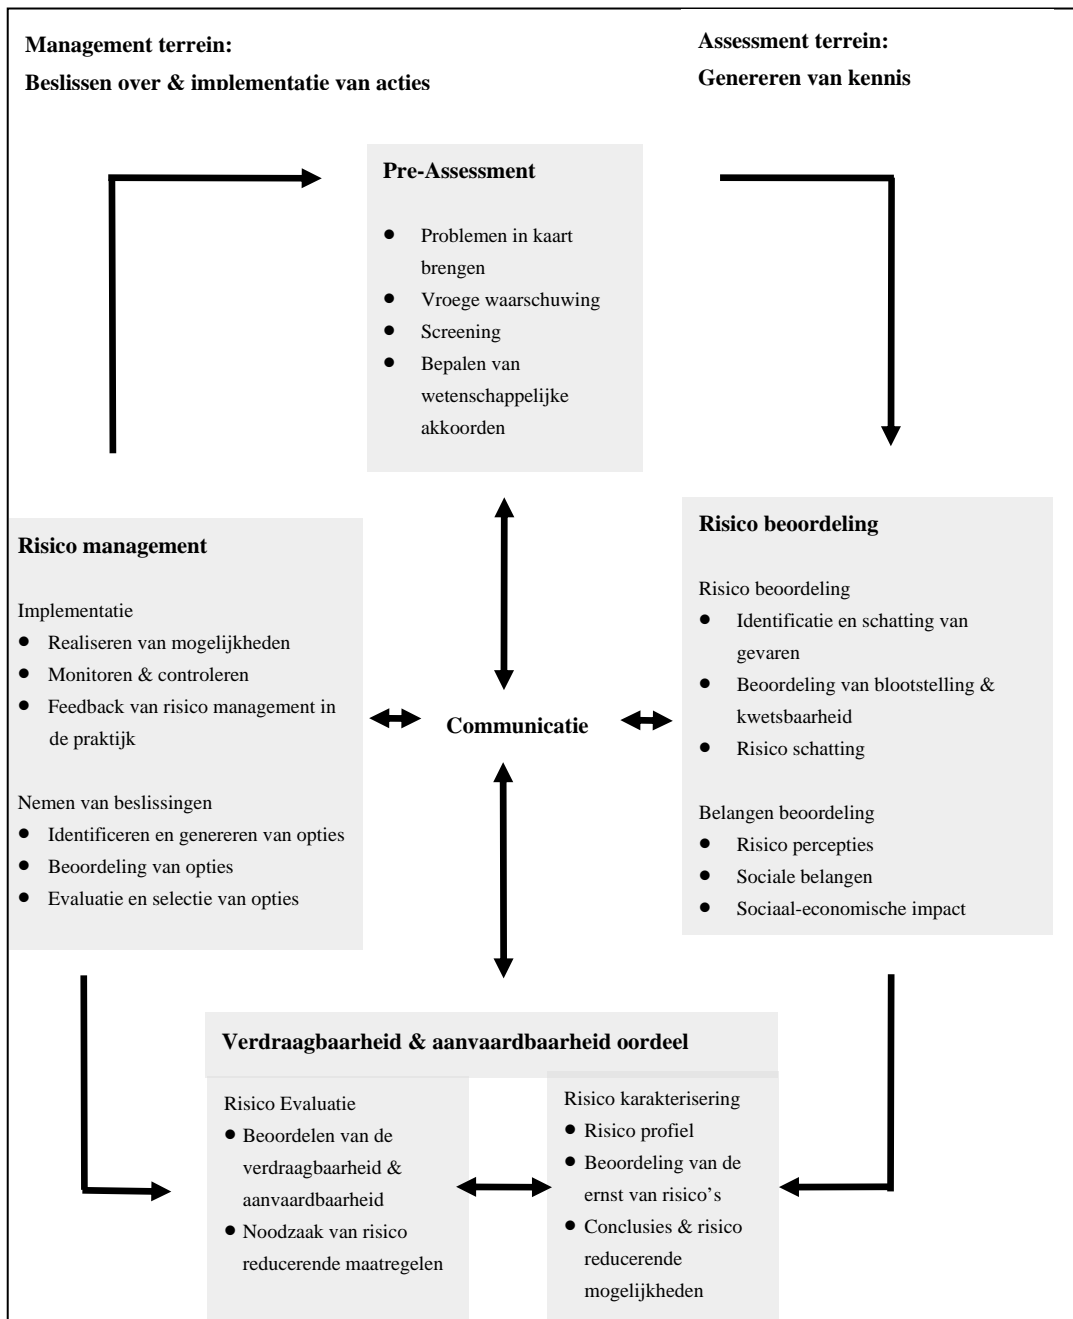 Management terrein:
Beslissen over & implementatie van acties
Assessment terrein:
Genereren van kennis
Pre-Assessment
● Problemen in kaart
brengen
● Vroege waarschuwing
● Screening
● Bepalen van
wetenschappelijke
akkoorden
Risico management
Implementatie
● Realiseren van mogelijkheden
● Monitoren & controleren
● Feedback van risico management in
de praktijk
Nemen van beslissingen
● Identificeren en genereren van opties
● Beoordeling van opties
● Evaluatie en selectie van opties
Communicatie
Risico beoordeling
Risico beoordeling
● Identificatie en schatting van
gevaren
● Beoordeling van blootstelling &
kwetsbaarheid
● Risico schatting
Belangen beoordeling
● Risico percepties
● Sociale belangen
● Sociaal-economische impact
Verdraagbaarheid & aanvaardbaarheid oordeel
Risico Evaluatie
● Beoordelen van de
verdraagbaarheid &
aanvaardbaarheid
● Noodzaak van risico
reducerende maatregelen
Risico karakterisering
● Risico profiel
● Beoordeling van de
ernst van risico’s
● Conclusies & risico
reducerende
mogelijkheden